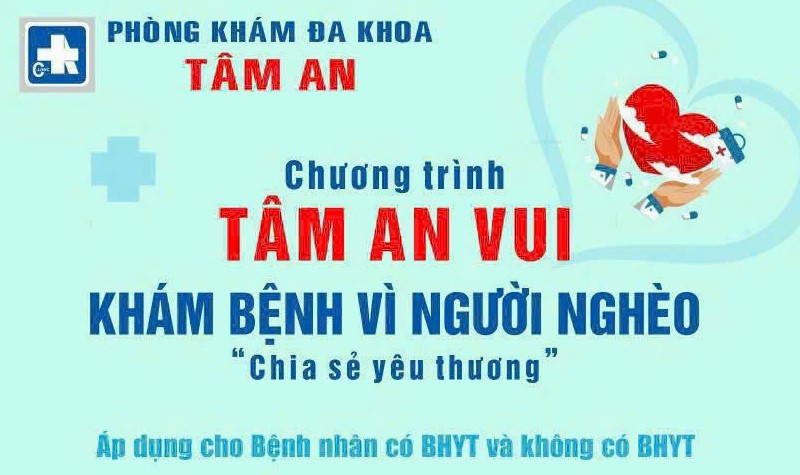 PHÒNG KHÁM ĐA KHOA
TÂM AN
Chương trình
TÂM AN VUI
KHÁM BỆNH VÌ NGƯỜI NGHÈO
“Chia sẻ yêu thương”
Áp dụng cho Bệnh nhân có BHYT và không có BHYT